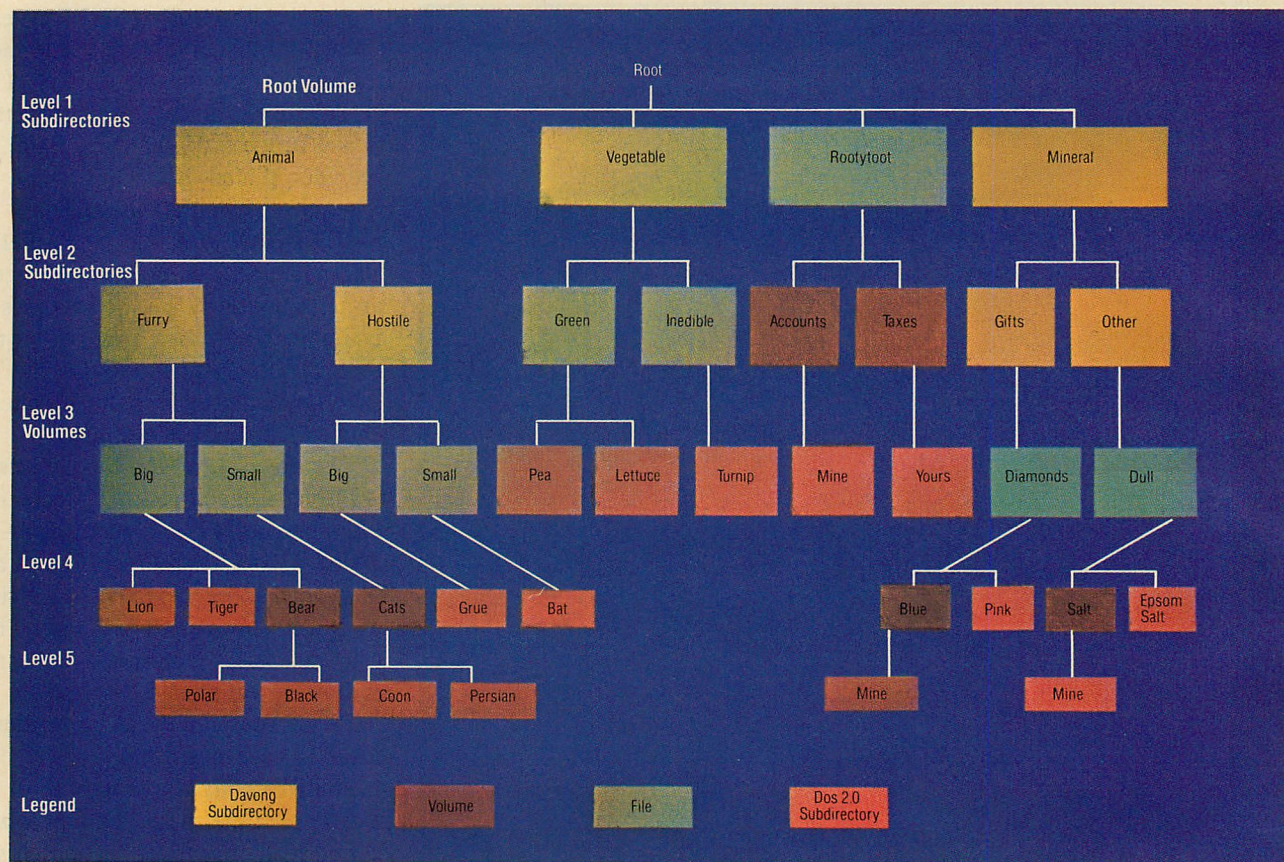 Root
Root Volume
Level 1
Subdirectories
Animal
Vegetable
Rootytoot
Mineral
Level 2
Subdirectories
Furry
Hostile
Green
Inedible
Accounts
Taxes
Gifts
Other
Level 3
Volumes
Big
Small
Big
Small
Pea
Lettuce
Turnip
Mine
Yours
Diamonds
Dull
Level 4
Lion
Tiger
Bear
Cats
Grue
Bat
Blue
Pink
Salt
Epsom
Salt
Level 5
Polar
Black
Coon
Persian
Mine
Mine
Legend
Davong
Subdirectory
Volume
File
Dos 2.0
Subdirectory